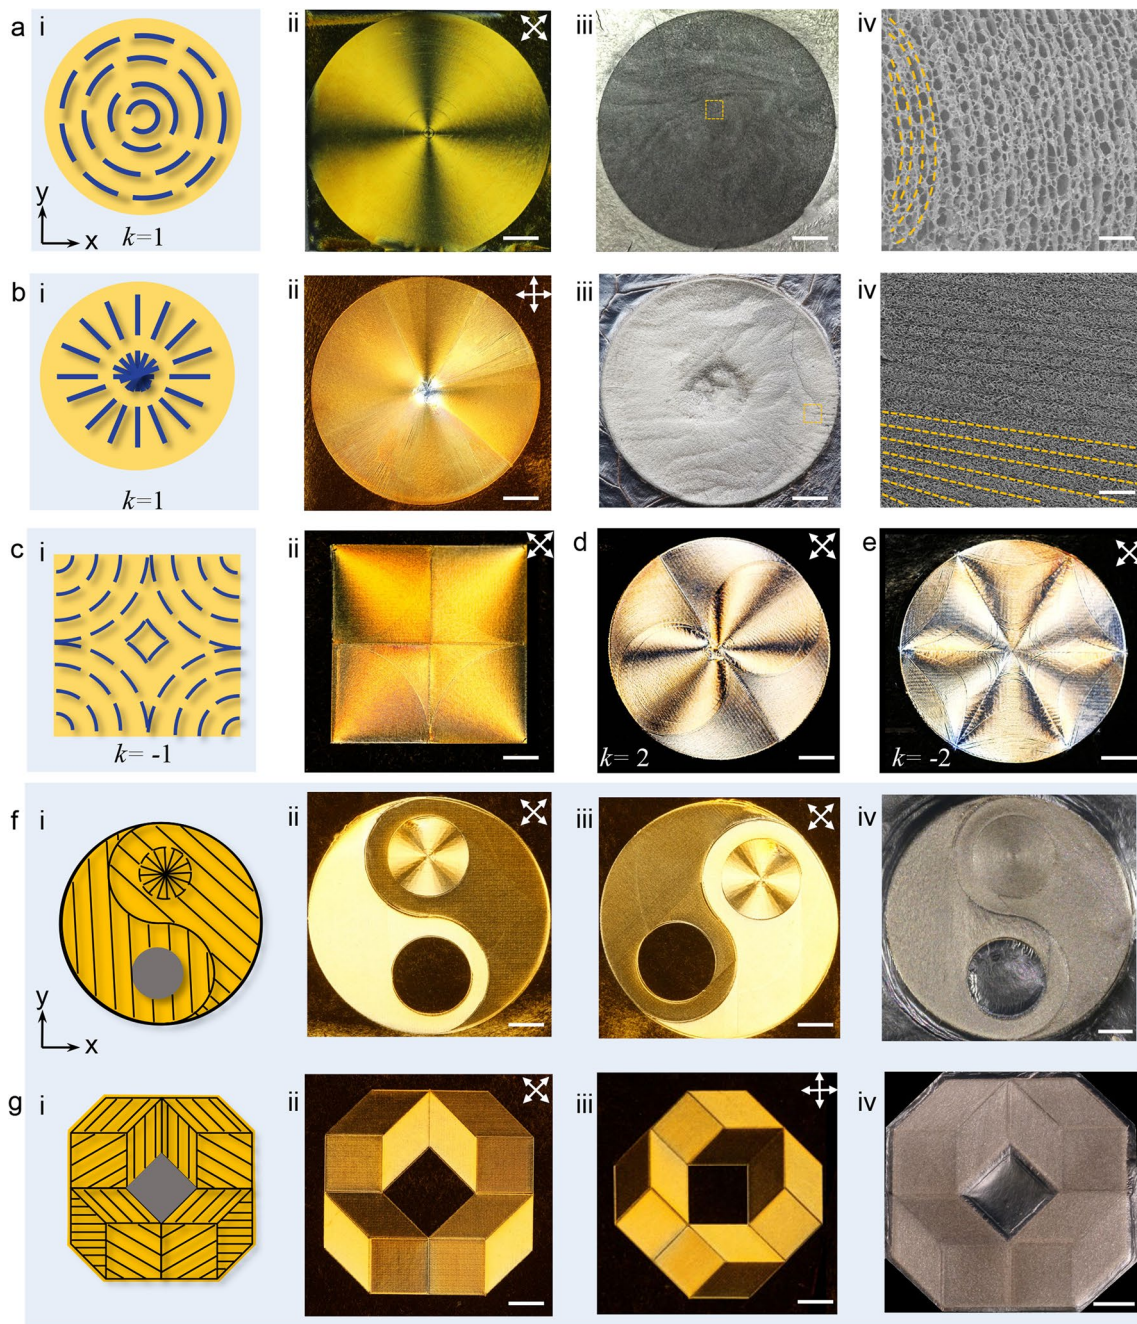 a i ii iii iv
y
x
k=1
b i ii iii iv
k=1
c i ii d e
k= -1 k= 2 k= -2
f i ii iii iv
y
x
g i ii iii iv